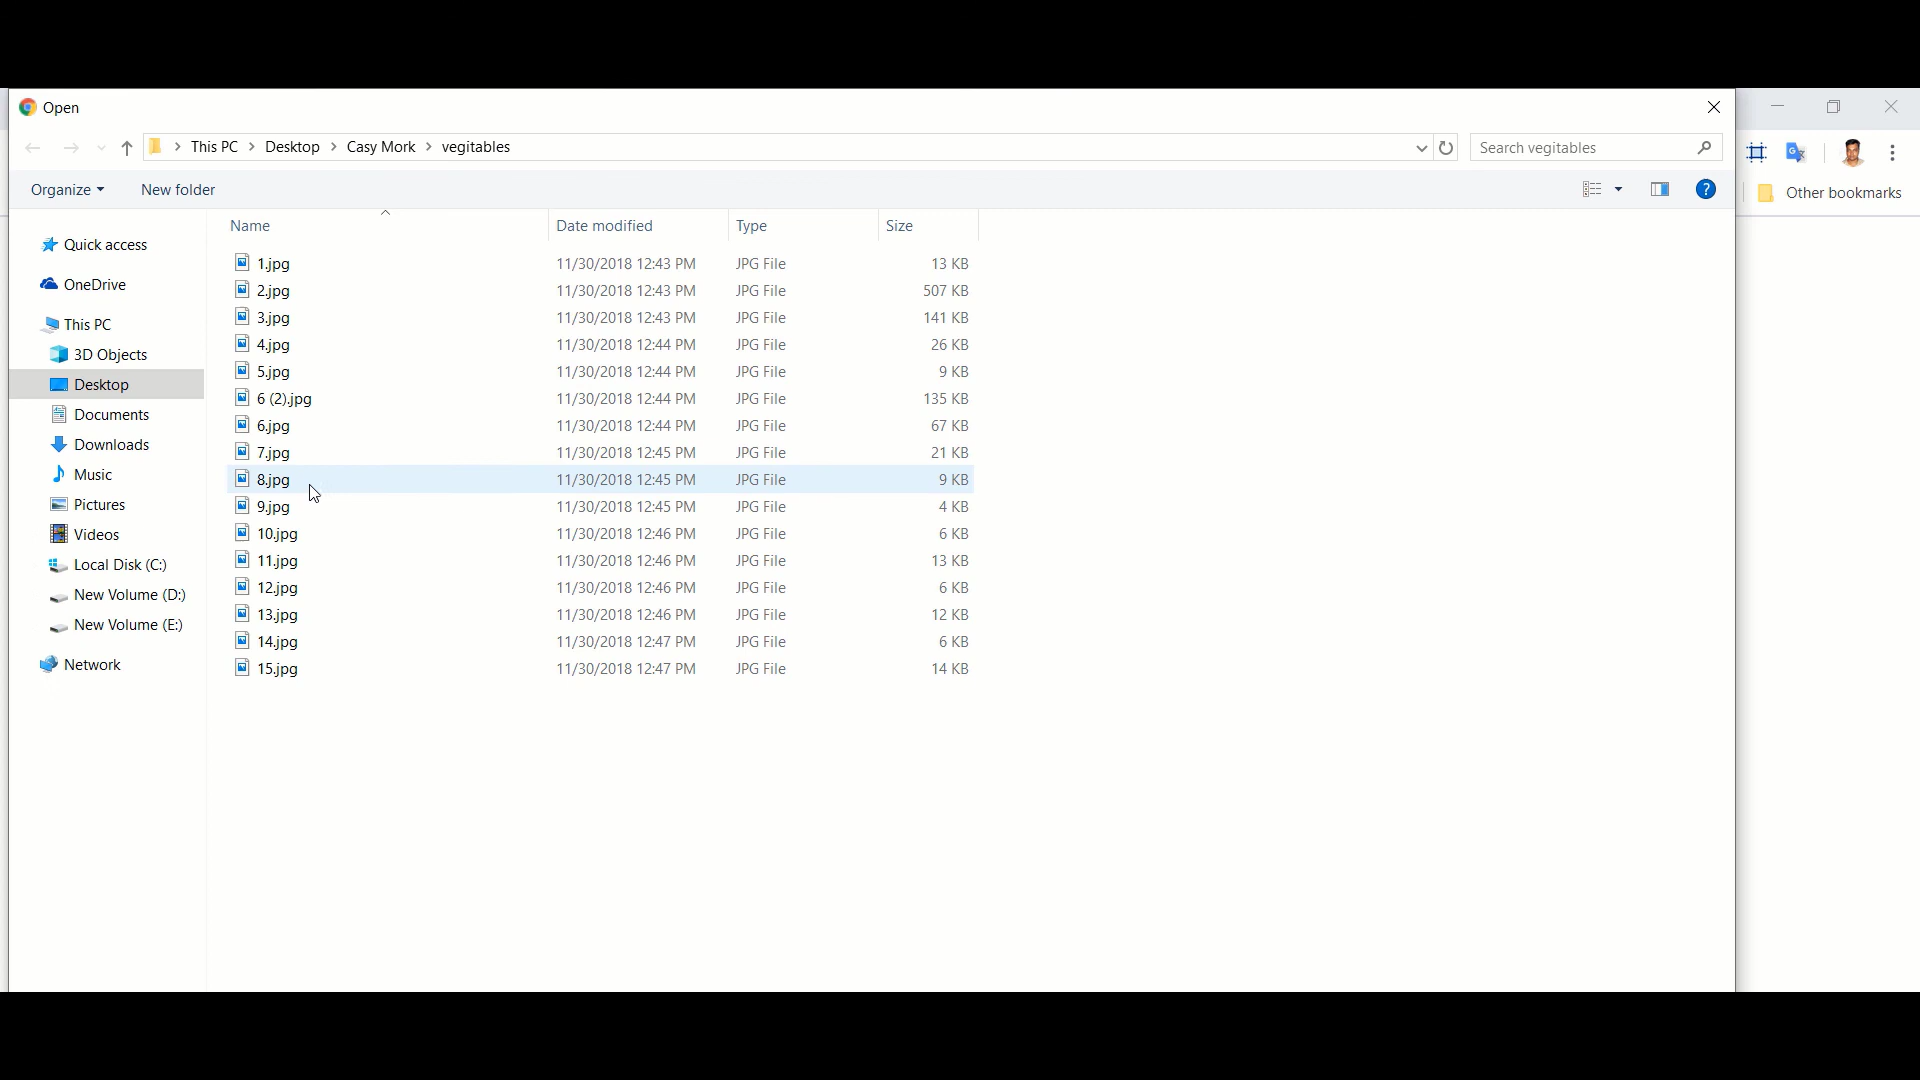 Open
This PC > Desktop > Casy Mork > vegitables
Search vegitables
Organize
New folder
?
Other bookmarks
Name Date modified Type Size
Quick access
OneDrive
This PC
3D Objects
Desktop
Documents
Downloads
Music
Pictures
Videos
Local Disk (C:)
New Volume (D:)
New Volume (E:)
Network
1.jpg 11/30/2018 12:43 PM JPG File 13 KB
2.jpg 11/30/2018 12:43 PM JPG File 507 KB
3.jpg 11/30/2018 12:43 PM JPG File 141 KB
4.jpg 11/30/2018 12:44 PM JPG File 26 KB
5.jpg 11/30/2018 12:44 PM JPG File 9 KB
6 (2).jpg 11/30/2018 12:44 PM JPG File 135 KB
6.jpg 11/30/2018 12:44 PM JPG File 67 KB
7.jpg 11/30/2018 12:45 PM JPG File 21 KB
8.jpg 11/30/2018 12:45 PM JPG File 9 KB
9.jpg 11/30/2018 12:45 PM JPG File 4 KB
10.jpg 11/30/2018 12:46 PM JPG File 6 KB
11.jpg 11/30/2018 12:46 PM JPG File 13 KB
12.jpg 11/30/2018 12:46 PM JPG File 6 KB
13.jpg 11/30/2018 12:46 PM JPG File 12 KB
14.jpg 11/30/2018 12:47 PM JPG File 6 KB
15.jpg 11/30/2018 12:47 PM JPG File 14 KB